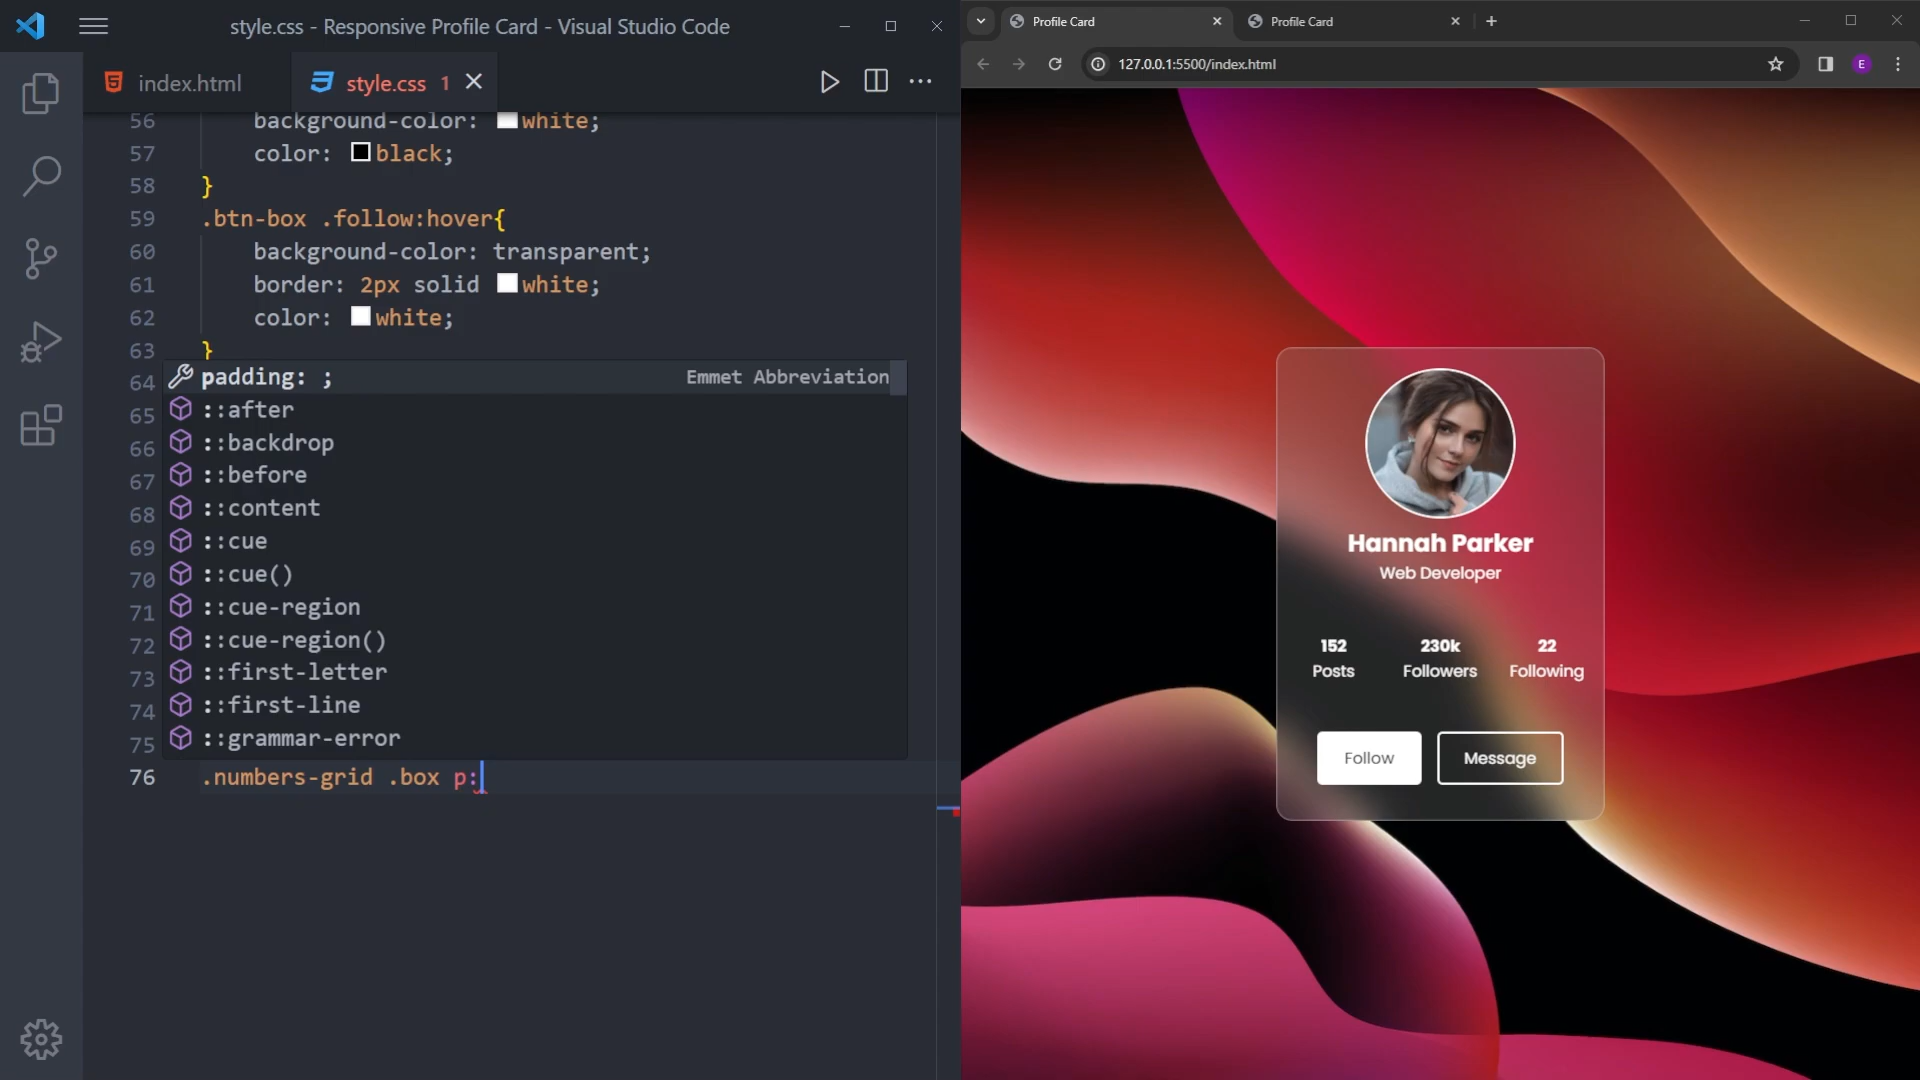 style.css - Responsive Profile Card - Visual Studio Code
index.html
style.css 1
56 background-color: white;
57 color: black;
58 }
59 .btn-box .follow:hover{
60 background-color: transparent;
61 border: 2px solid white;
62 color: white;
63 }
64 padding: ; Emmet Abbreviation
65 ::after
66 ::backdrop
67 ::before
68 ::content
69 ::cue
70 ::cue()
71 ::cue-region
72 ::cue-region()
73 ::first-letter
74 ::first-line
75 ::grammar-error
76 .numbers-grid .box p:
Profile Card
Profile Card
127.0.0.1:5500/index.html
E
Hannah Parker
Web Developer
152 230k 22
Posts Followers Following
Follow Message